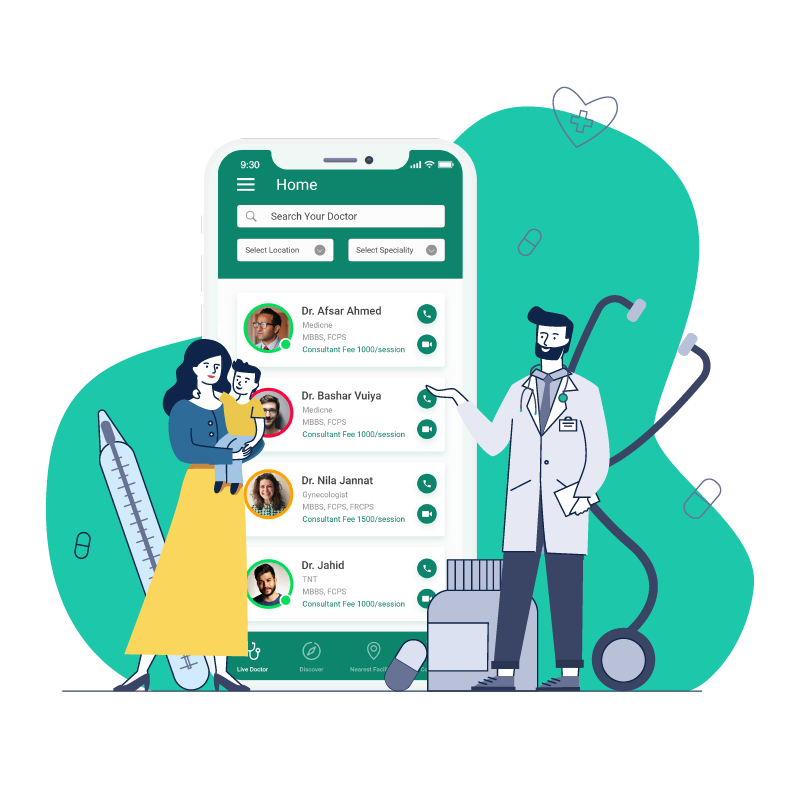 9:30
Home
Search Your Doctor
Select Location
Select Speciality
Dr. Afsar Ahmed
Medicne
MBBS, FCPS
Consultant Fee 1000/session
Dr. Bashar Vuiya
Medicne
MBBS, FCPS
Consultant Fee 1000/session
Dr. Nila Jannat
Gynecologist
MBBS, FCPS, FRCPS
Consultant Fee 1500/session
Dr. Jahid
TNT
MBBS, FCPS
Consultant Fee 1000/session
Live Doctor
Discover
Nearest